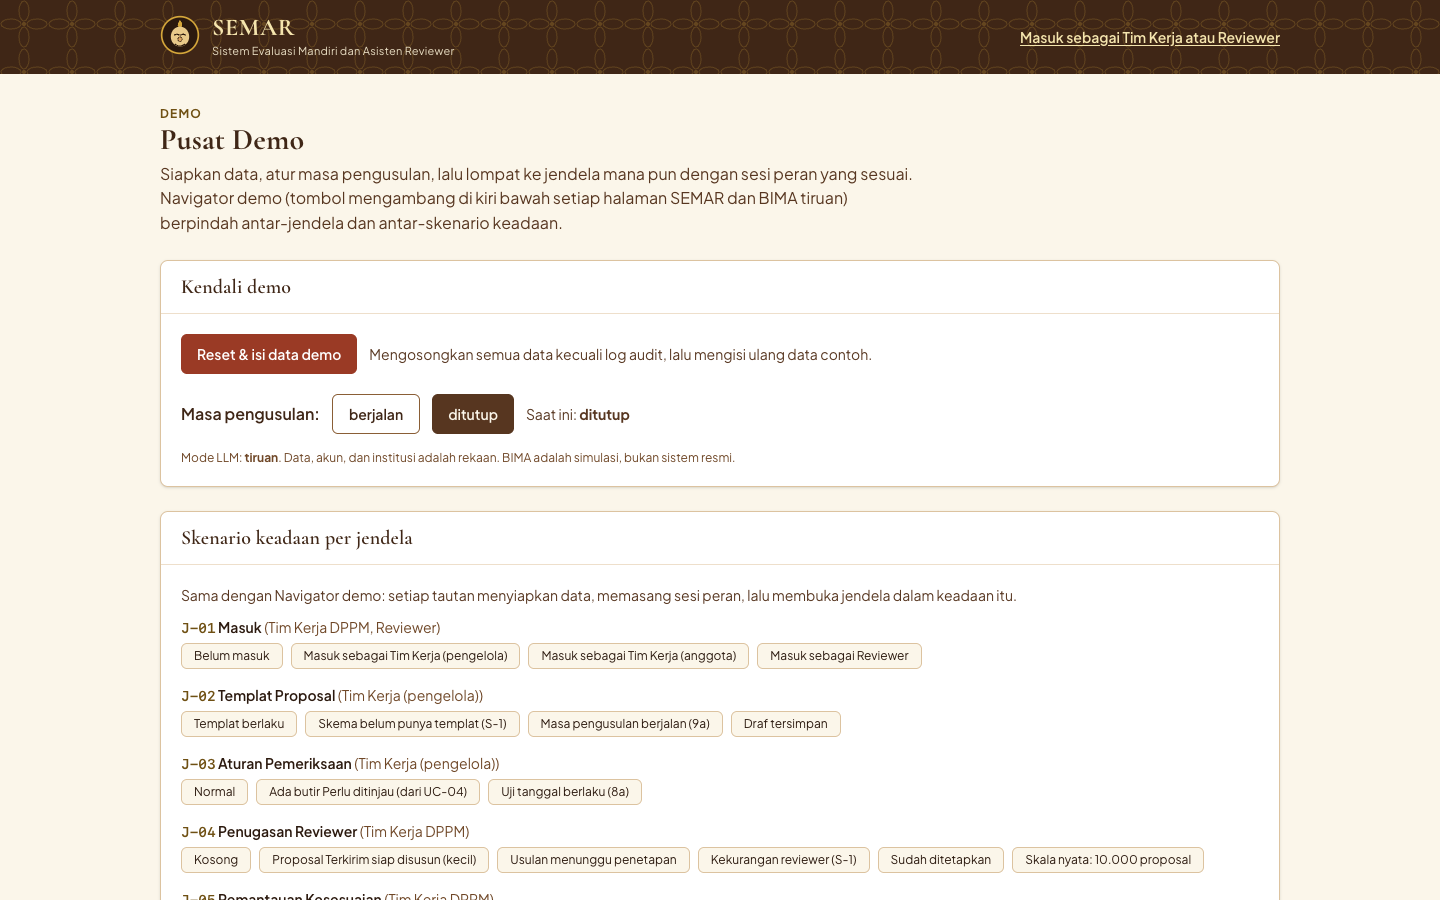 SEMAR
Sistem Evaluasi Mandiri dan Asisten Reviewer
Masuk sebagai Tim Kerja atau Reviewer
DEMO
Pusat Demo
Siapkan data, atur masa pengusulan, lalu lompat ke jendela mana pun dengan sesi peran yang sesuai.
Navigator demo (tombol mengambang di kiri bawah setiap halaman SEMAR dan BIMA tiruan)
berpindah antar-jendela dan antar-skenario keadaan.
Kendali demo
Reset & isi data demo Mengosongkan semua data kecuali log audit, lalu mengisi ulang data contoh.
Masa pengusulan: berjalan ditutup Saat ini: ditutup
Mode LLM: tiruan. Data, akun, dan institusi adalah rekaan. BIMA adalah simulasi, bukan sistem resmi.
Skenario keadaan per jendela
Sama dengan Navigator demo: setiap tautan menyiapkan data, memasang sesi peran, lalu membuka jendela dalam keadaan itu.
J-01 Masuk (Tim Kerja DPPM, Reviewer)
Belum masuk Masuk sebagai Tim Kerja (pengelola) Masuk sebagai Tim Kerja (anggota) Masuk sebagai Reviewer
J-02 Templat Proposal (Tim Kerja (pengelola))
Templat berlaku Skema belum punya templat (S-1) Masa pengusulan berjalan (9a) Draf tersimpan
J-03 Aturan Pemeriksaan (Tim Kerja (pengelola))
Normal Ada butir Perlu ditinjau (dari UC-04) Uji tanggal berlaku (8a)
J-04 Penugasan Reviewer (Tim Kerja DPPM)
Kosong Proposal Terkirim siap disusun (kecil) Usulan menunggu penetapan Kekurangan reviewer (S-1) Sudah ditetapkan Skala nyata: 10.000 proposal
J-05 Pemantauan Kesesuaian (Tim Kerja DPPM)